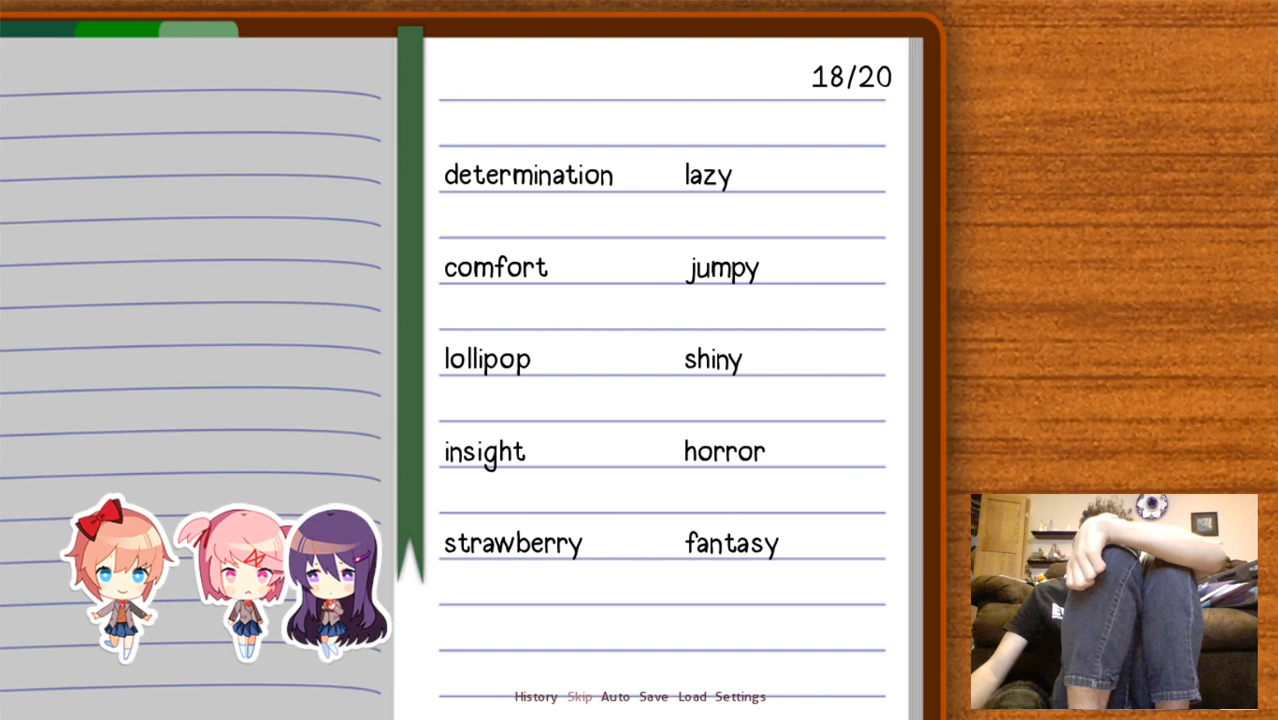 18/20
determination lazy
comfort jumpy
lollipop shiny
insight horror
strawberry fantasy
History Skip Auto Save Load Settings